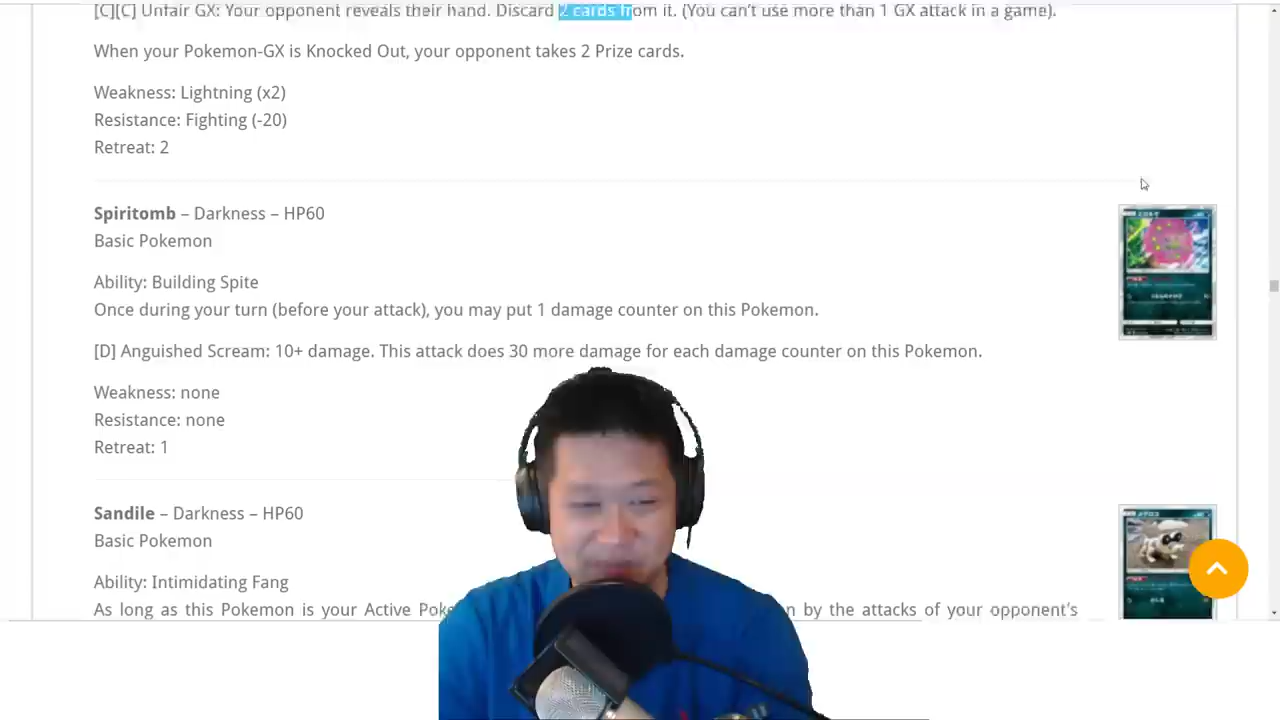 [C][C] Unfair GX: Your opponent reveals their hand. Discard 2 cards from it. (You can't use more than 1 GX attack in a game).
When your Pokemon-GX is Knocked Out, your opponent takes 2 Prize cards.
Weakness: Lightning (x2)
Resistance: Fighting (-20)
Retreat: 2
Spiritomb – Darkness – HP60
Basic Pokemon
Ability: Building Spite
Once during your turn (before your attack), you may put 1 damage counter on this Pokemon.
[D] Anguished Scream: 10+ damage. This attack does 30 more damage for each damage counter on this Pokemon.
Weakness: none
Resistance: none
Retreat: 1
Sandile – Darkness – HP60
Basic Pokemon
Ability: Intimidating Fang
As long as this Pokemon is your Active by the attacks of your opponent's